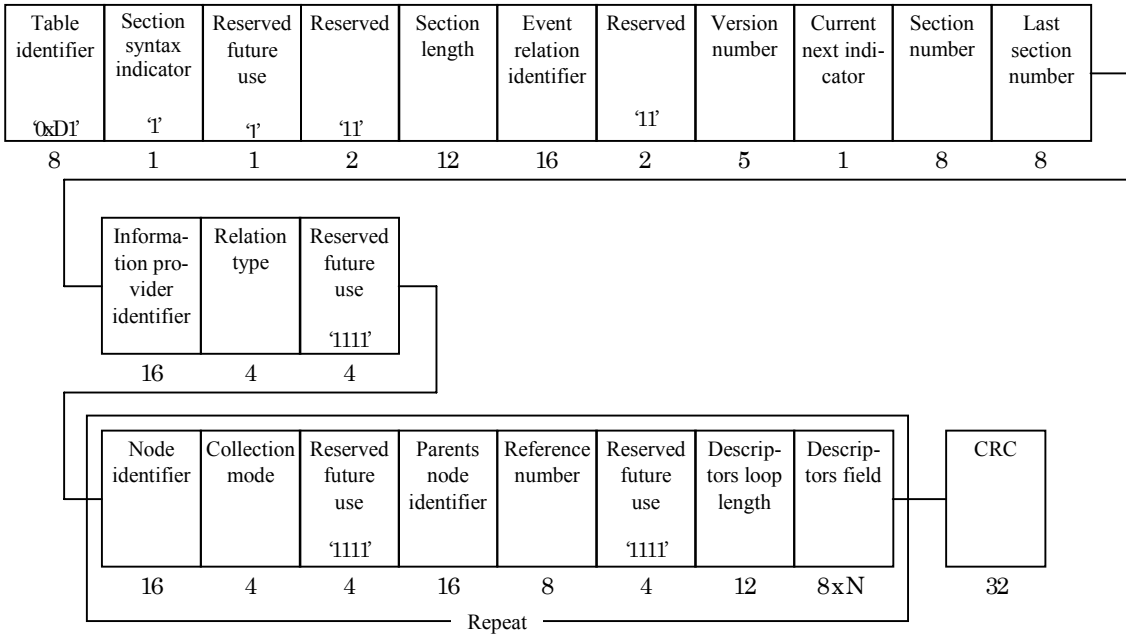 Table
identifier
‘0xD1’
8
Section
syntax
indicator
‘1’
1
Reserved
future
use
‘1’
1
Reserved
‘11’
2
Section
length
12
Event
relation
identifier
16
Reserved
‘11’
2
Version
number
5
Current
next indi-
cator
1
Section
number
8
Last
section
number
8
Informa-
tion pro-
vider
identifier
16
Relation
type
4
Reserved
future
use
‘1111’
4
Node
identifier
16
Collection
mode
4
Reserved
future
use
‘1111’
4
Parents
node
identifier
16
Reference
number
8
Reserved
future
use
‘1111’
4
Descrip-
tors loop
length
12
Descrip-
tors field
8xN
CRC
32
Repeat